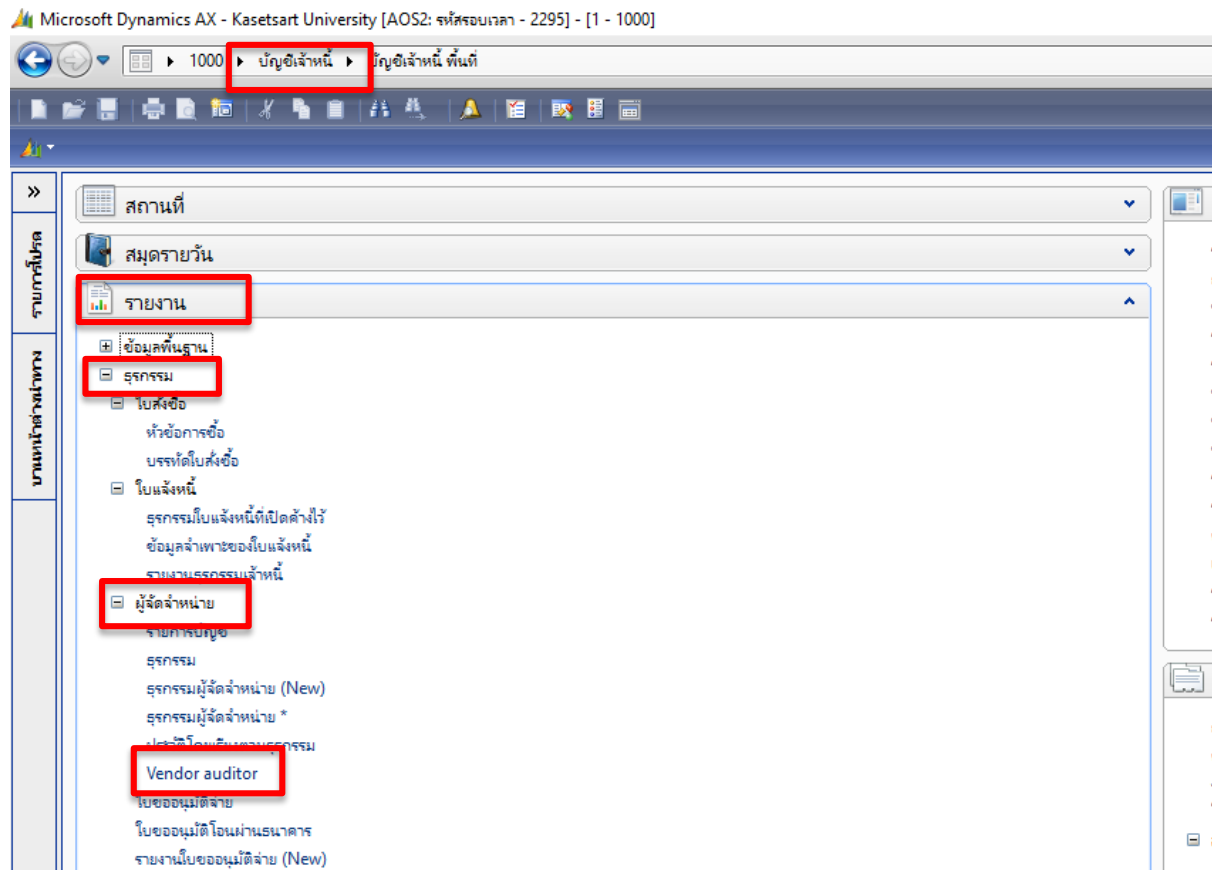 Microsoft Dynamics AX - Kasetsart University [AOS2: รหัสรอบเวลา - 2295] - [1 - 1000]
1000 บัญชีเจ้าหนี้ บัญชีเจ้าหนี้ พื้นที่
สถานที่
สมุดรายวัน
รายการโปรด
รายงาน
ข้อมูลพื้นฐาน
ธุรกรรม
ใบสั่งซื้อ
หัวข้อการซื้อ
บานหน้าต่างนำทาง
บรรทัดใบสั่งซื้อ
ใบแจ้งหนี้
ธุรกรรมใบแจ้งหนี้ที่เปิดค้างไว้
ข้อมูลจำเพาะของใบแจ้งหนี้
รายงานธุรกรรมเจ้าหนี้
ผู้จัดจำหน่าย
รายการบัญชี
ธุรกรรม
ธุรกรรมผู้จัดจำหน่าย (New)
ธุรกรรมผู้จัดจำหน่าย *
ประวัติโดยเรียงตามธุรกรรม
Vendor auditor
ใบขออนุมัติจ่าย
ใบขออนุมัติโอนผ่านธนาคาร
รายงานใบขออนุมัติจ่าย (New)